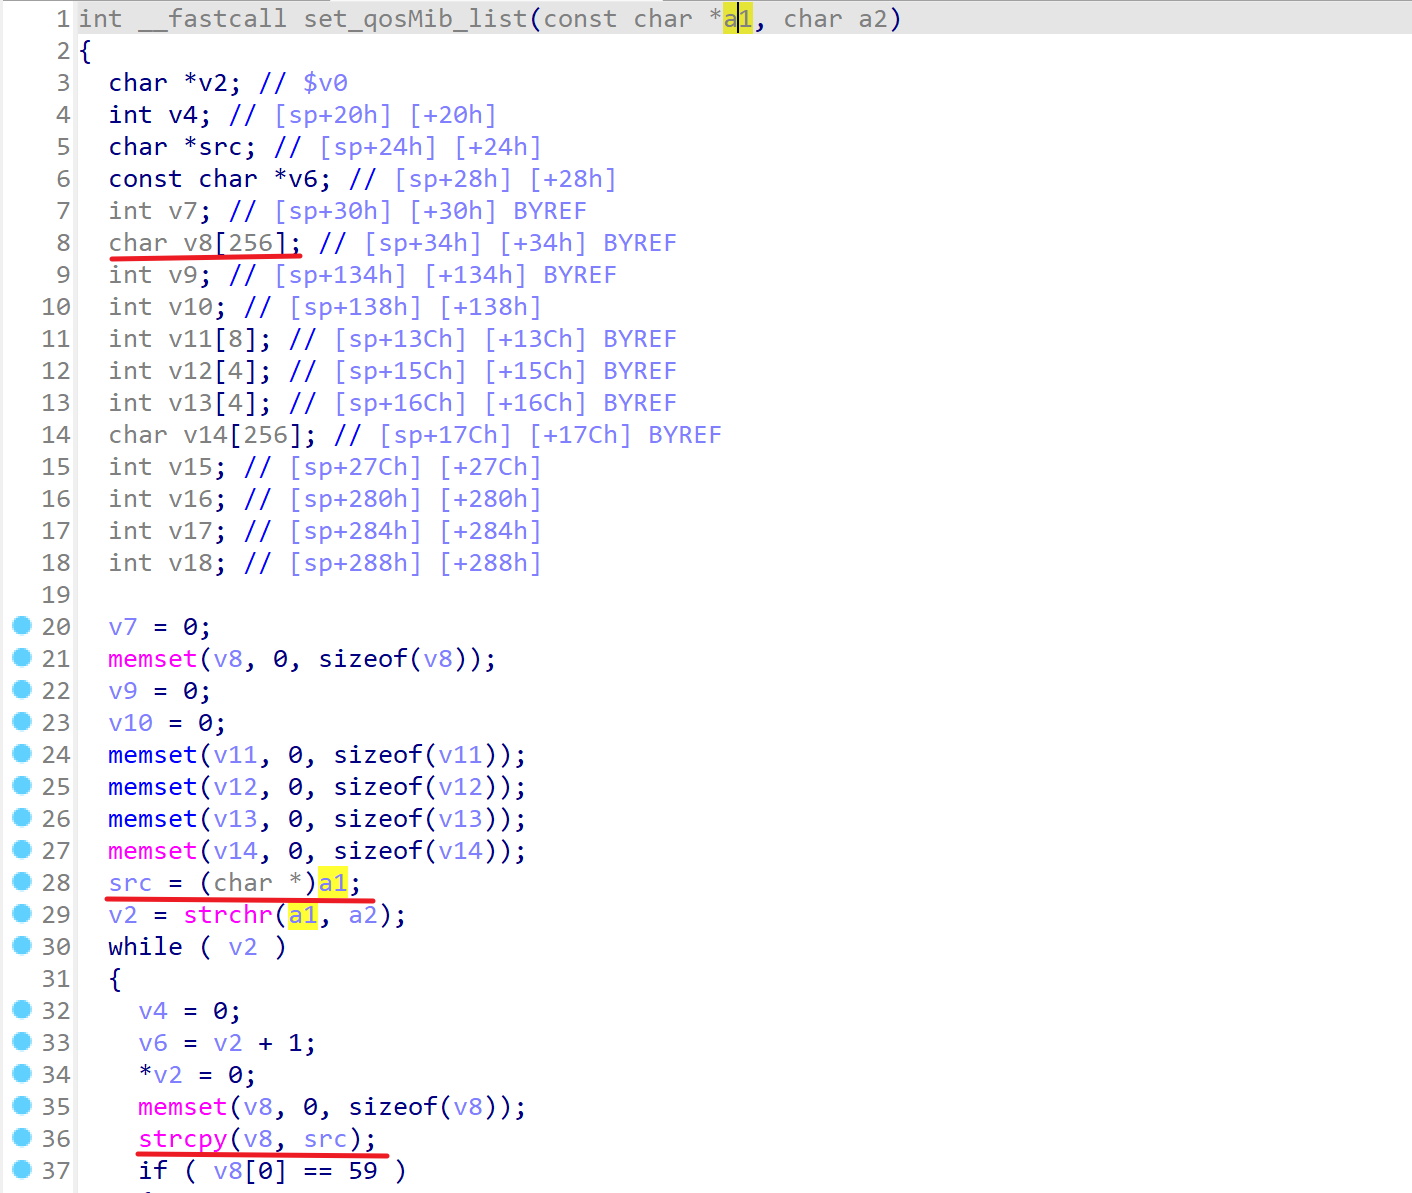 1 int __fastcall set_qosMib_list(const char *a1, char a2)
2 {
3 char *v2; // $v0
4 int v4; // [sp+20h] [+20h]
5 char *src; // [sp+24h] [+24h]
6 const char *v6; // [sp+28h] [+28h]
7 int v7; // [sp+30h] [+30h] BYREF
8 char v8[256]; // [sp+34h] [+34h] BYREF
9 int v9; // [sp+134h] [+134h] BYREF
10 int v10; // [sp+138h] [+138h]
11 int v11[8]; // [sp+13Ch] [+13Ch] BYREF
12 int v12[4]; // [sp+15Ch] [+15Ch] BYREF
13 int v13[4]; // [sp+16Ch] [+16Ch] BYREF
14 char v14[256]; // [sp+17Ch] [+17Ch] BYREF
15 int v15; // [sp+27Ch] [+27Ch]
16 int v16; // [sp+280h] [+280h]
17 int v17; // [sp+284h] [+284h]
18 int v18; // [sp+288h] [+288h]
19
20 v7 = 0;
21 memset(v8, 0, sizeof(v8));
22 v9 = 0;
23 v10 = 0;
24 memset(v11, 0, sizeof(v11));
25 memset(v12, 0, sizeof(v12));
26 memset(v13, 0, sizeof(v13));
27 memset(v14, 0, sizeof(v14));
28 src = (char *)a1;
29 v2 = strchr(a1, a2);
30 while ( v2 )
31 {
32 v4 = 0;
33 v6 = v2 + 1;
34 *v2 = 0;
35 memset(v8, 0, sizeof(v8));
36 strcpy(v8, src);
37 if ( v8[0] == 59 )